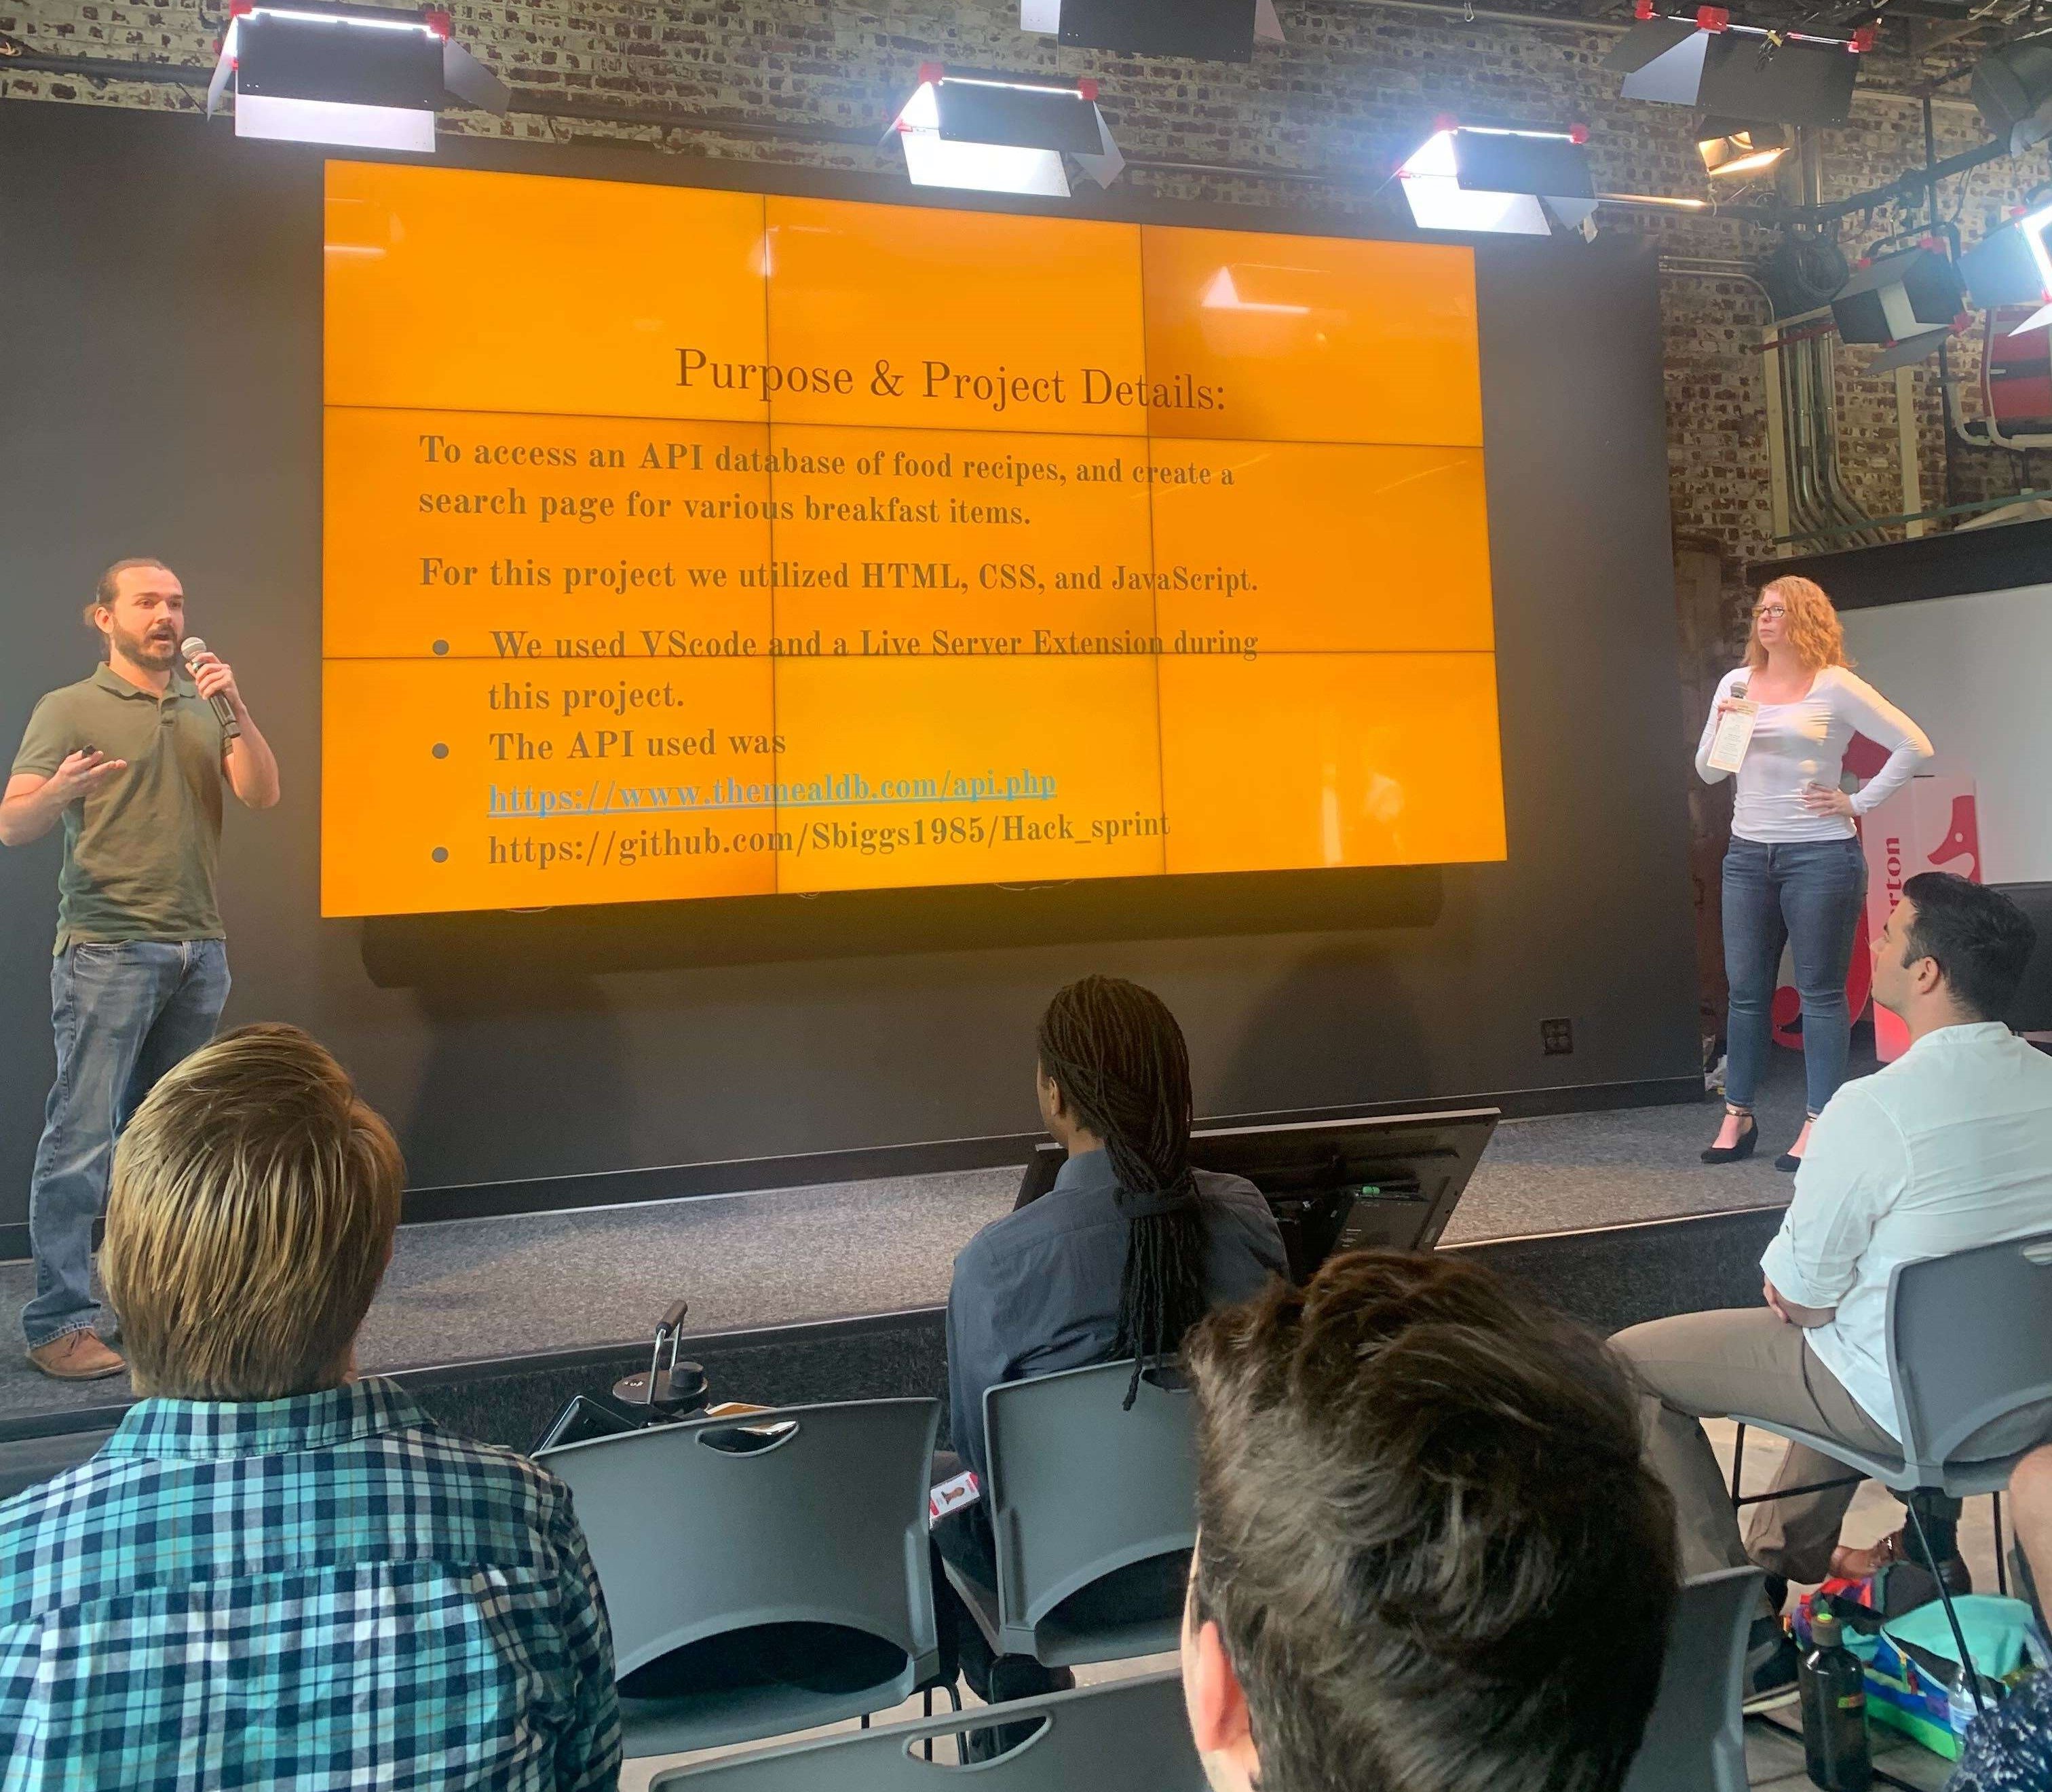 Purpose & Project Details:
To access an API database of food recipes, and create a
search page for various breakfast items.
For this project we utilized HTML, CSS, and JavaScript.
● We used VScode and a Live Server Extension during
this project.
● The API used was
https://www.themealdb.com/api.php
● https://github.com/Sbiggs1985/Hack_sprint
rton